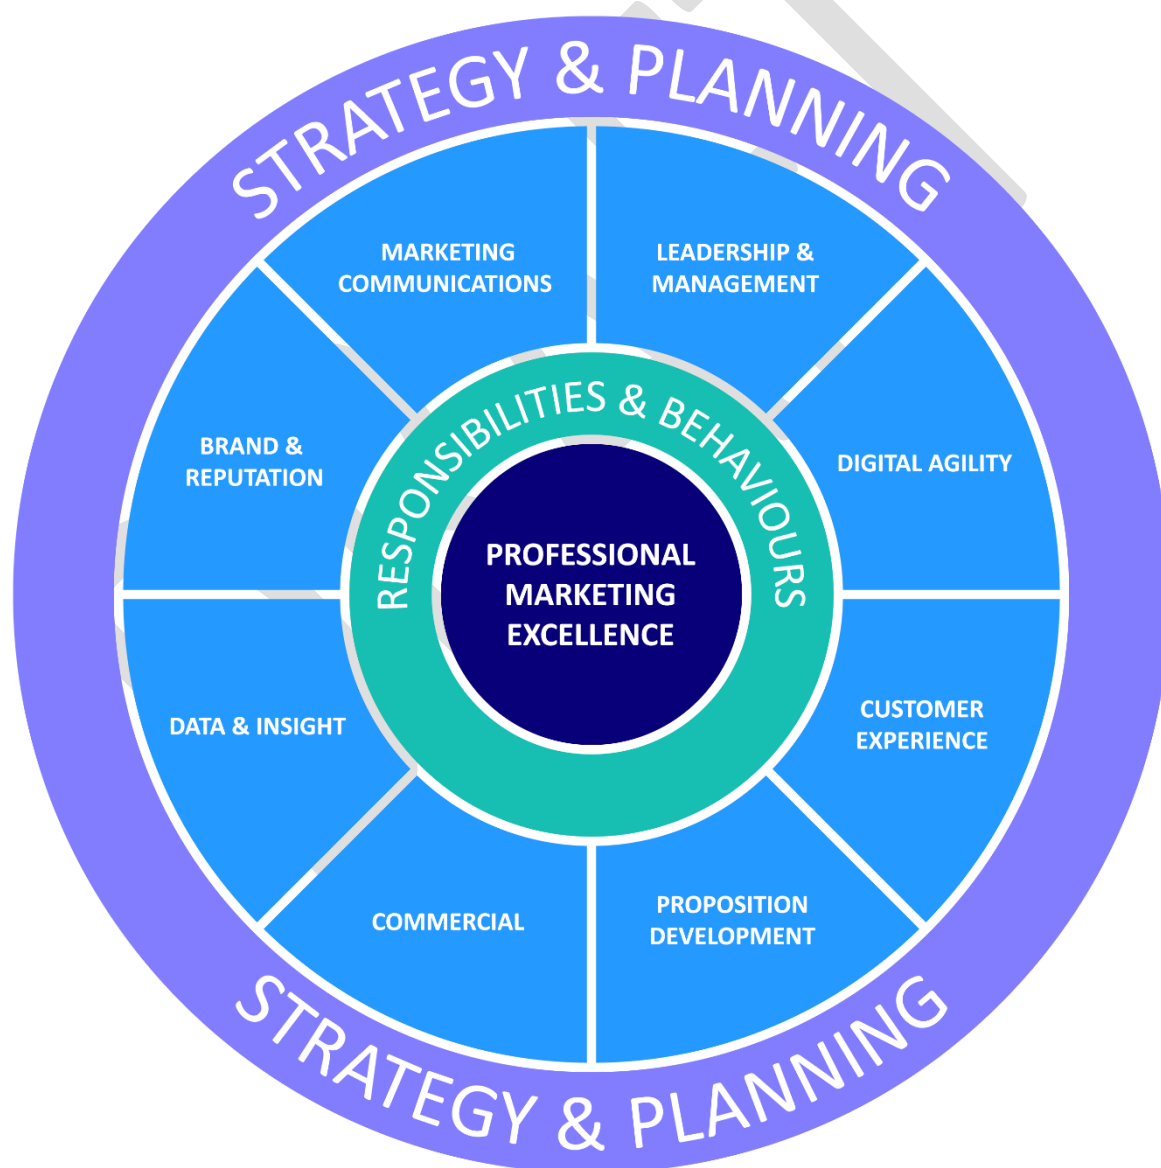 STRATEGY & PLANNING
MARKETING
COMMUNICATIONS
LEADERSHIP &
MANAGEMENT
BRAND &
REPUTATION
DIGITAL AGILITY
RESPONSIBILITIES & BEHAVIOURS
PROFESSIONAL
MARKETING
EXCELLENCE
DATA & INSIGHT
CUSTOMER
EXPERIENCE
COMMERCIAL
PROPOSITION
DEVELOPMENT
STRATEGY & PLANNING